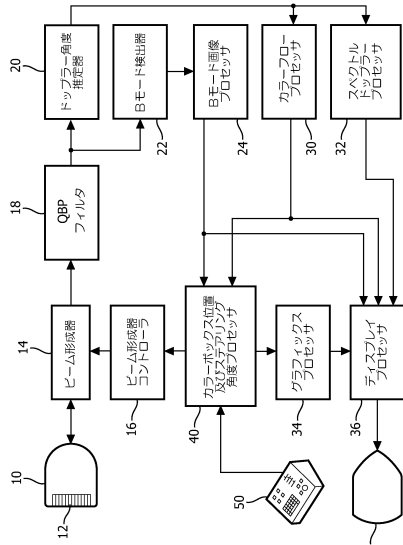 10
12
ビーム形成器
14
ビーム形成器
コントローラ
16
QBP
フィルタ
18
ドップラー角度
推定器
20
Bモード検出器
22
Bモード画像
プロセッサ
24
カラーフロー
プロセッサ
30
スペクトル
ドップラー
プロセッサ
32
カラーボックス位置
及びステアリング
角度プロセッサ
40
グラフィックス
プロセッサ
34
ディスプレイ
プロセッサ
36
50